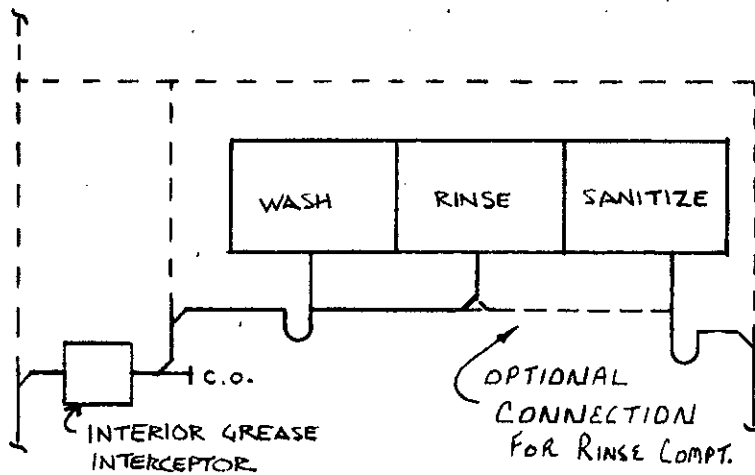 WASH
RINSE
SANITIZE
C.O.
OPTIONAL
CONNECTION
FOR RINSE COMPT.
INTERIOR GREASE
INTERCEPTOR